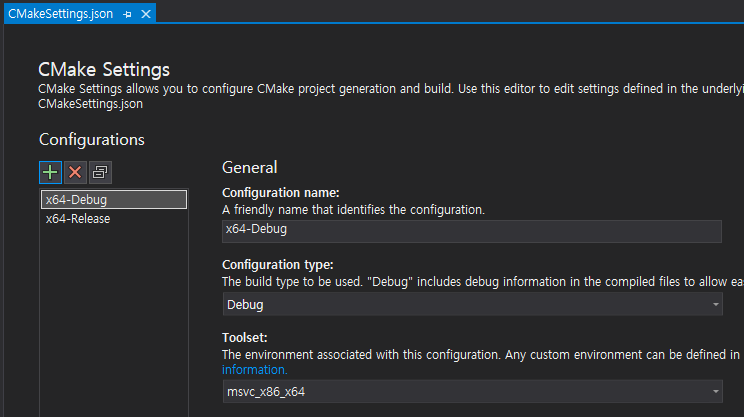 CMakeSettings.json
CMake Settings
CMake Settings allows you to configure CMake project generation and build. Use this editor to edit settings defined in the
CMakeSettings.json
Configurations
General
x64-Debug
x64-Release
Configuration name:
A friendly name that identifies the configuration.
x64-Debug
Configuration type:
The build type to be used. "Debug" includes debug information in the compiled files to allow
Debug
Toolset:
The environment associated with this configuration. Any custom environment can be defined in
information.
msvc_x86_x64